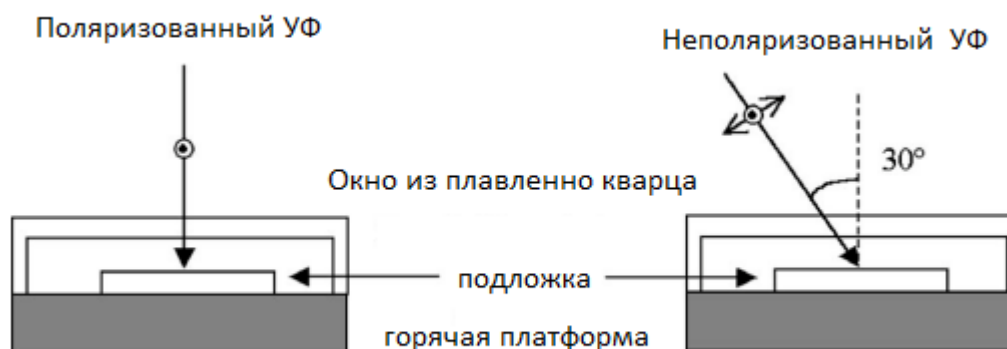 Поляризованный УФ
Неполяризованный УФ
30°
Окно из плавленно кварца
подложка
горячая платформа